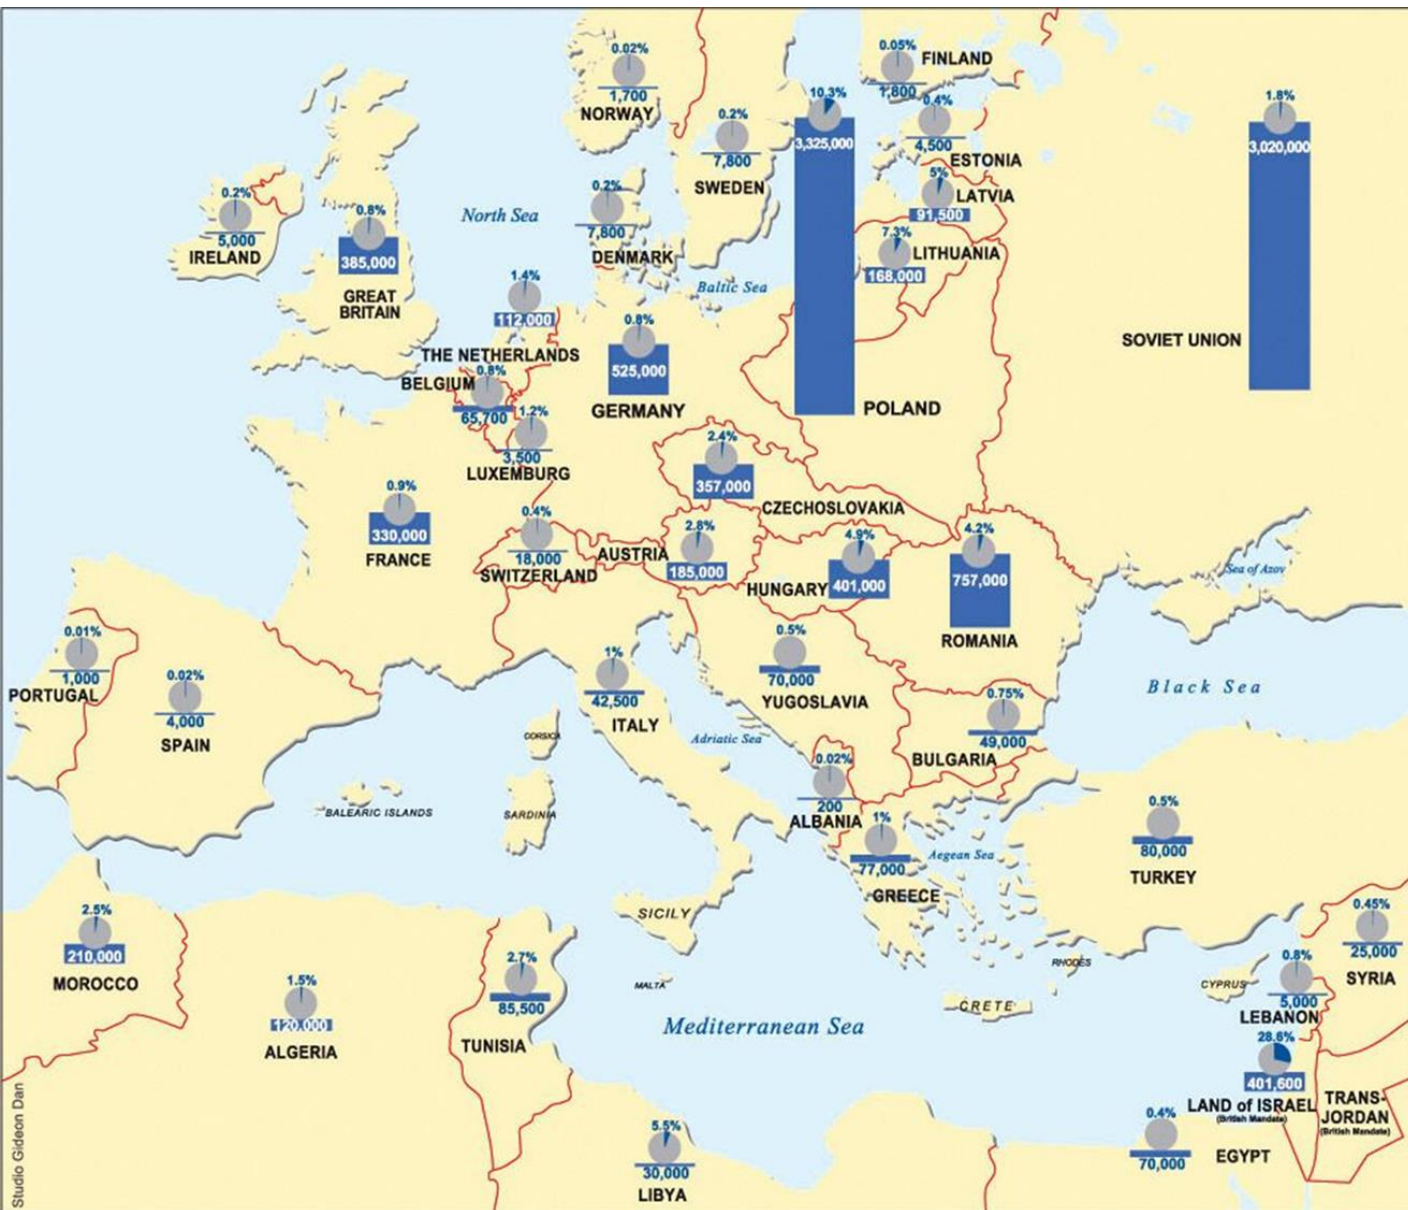 0.02%
1,700
NORWAY
0.05%
FINLAND
1,800
10.3%
3,325,000
POLAND
0.4%
4,500
ESTONIA
1.8%
3,020,000
SOVIET UNION
0.2%
7,800
SWEDEN
5%
LATVIA
91,500
0.2%
5,000
IRELAND
0.8%
385,000
GREAT
BRITAIN
North Sea
0.2%
7,800
DENMARK
Baltic Sea
7.3%
LITHUANIA
168,000
1.4%
112,000
THE NETHERLANDS
0.8%
525,000
GERMANY
BELGIUM
0.8%
65,700
1.2%
3,500
LUXEMBURG
2.4%
357,000
CZECHOSLOVAKIA
0.9%
330,000
FRANCE
0.4%
18,000
SWITZERLAND
AUSTRIA
2.8%
185,000
4.9%
HUNGARY
401,000
4.2%
757,000
ROMANIA
Sea of Azov
0.01%
1,000
PORTUGAL
0.02%
4,000
SPAIN
1%
42,500
ITALY
0.5%
70,000
YUGOSLAVIA
0.75%
49,000
BULGARIA
Black Sea
CORSICA
Adriatic Sea
0.02%
200
ALBANIA
BALEARIC ISLANDS
SARDINIA
1%
77,000
GREECE
Aegean Sea
0.5%
80,000
TURKEY
2.5%
210,000
MOROCCO
1.5%
120,000
ALGERIA
2.7%
85,500
TUNISIA
SICILY
MALTA
RHODES
CRETE
CYPRUS
0.45%
25,000
SYRIA
0.8%
5,000
LEBANON
Mediterranean Sea
28.6%
401,600
LAND of ISRAEL
(British Mandate)
TRANS-
JORDAN
(British Mandate)
5.5%
30,000
LIBYA
0.4%
70,000
EGYPT
Studio Gideon Dan